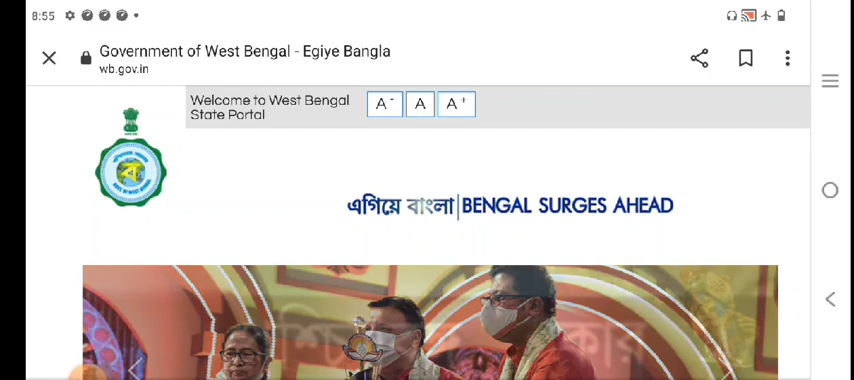 8:55
Government of West Bengal - Egiye Bangla
wb.gov.in
Welcome to West Bengal
State Portal
A -
A
A +
এগিয়ে বাংলা|BENGAL SURGES AHEAD